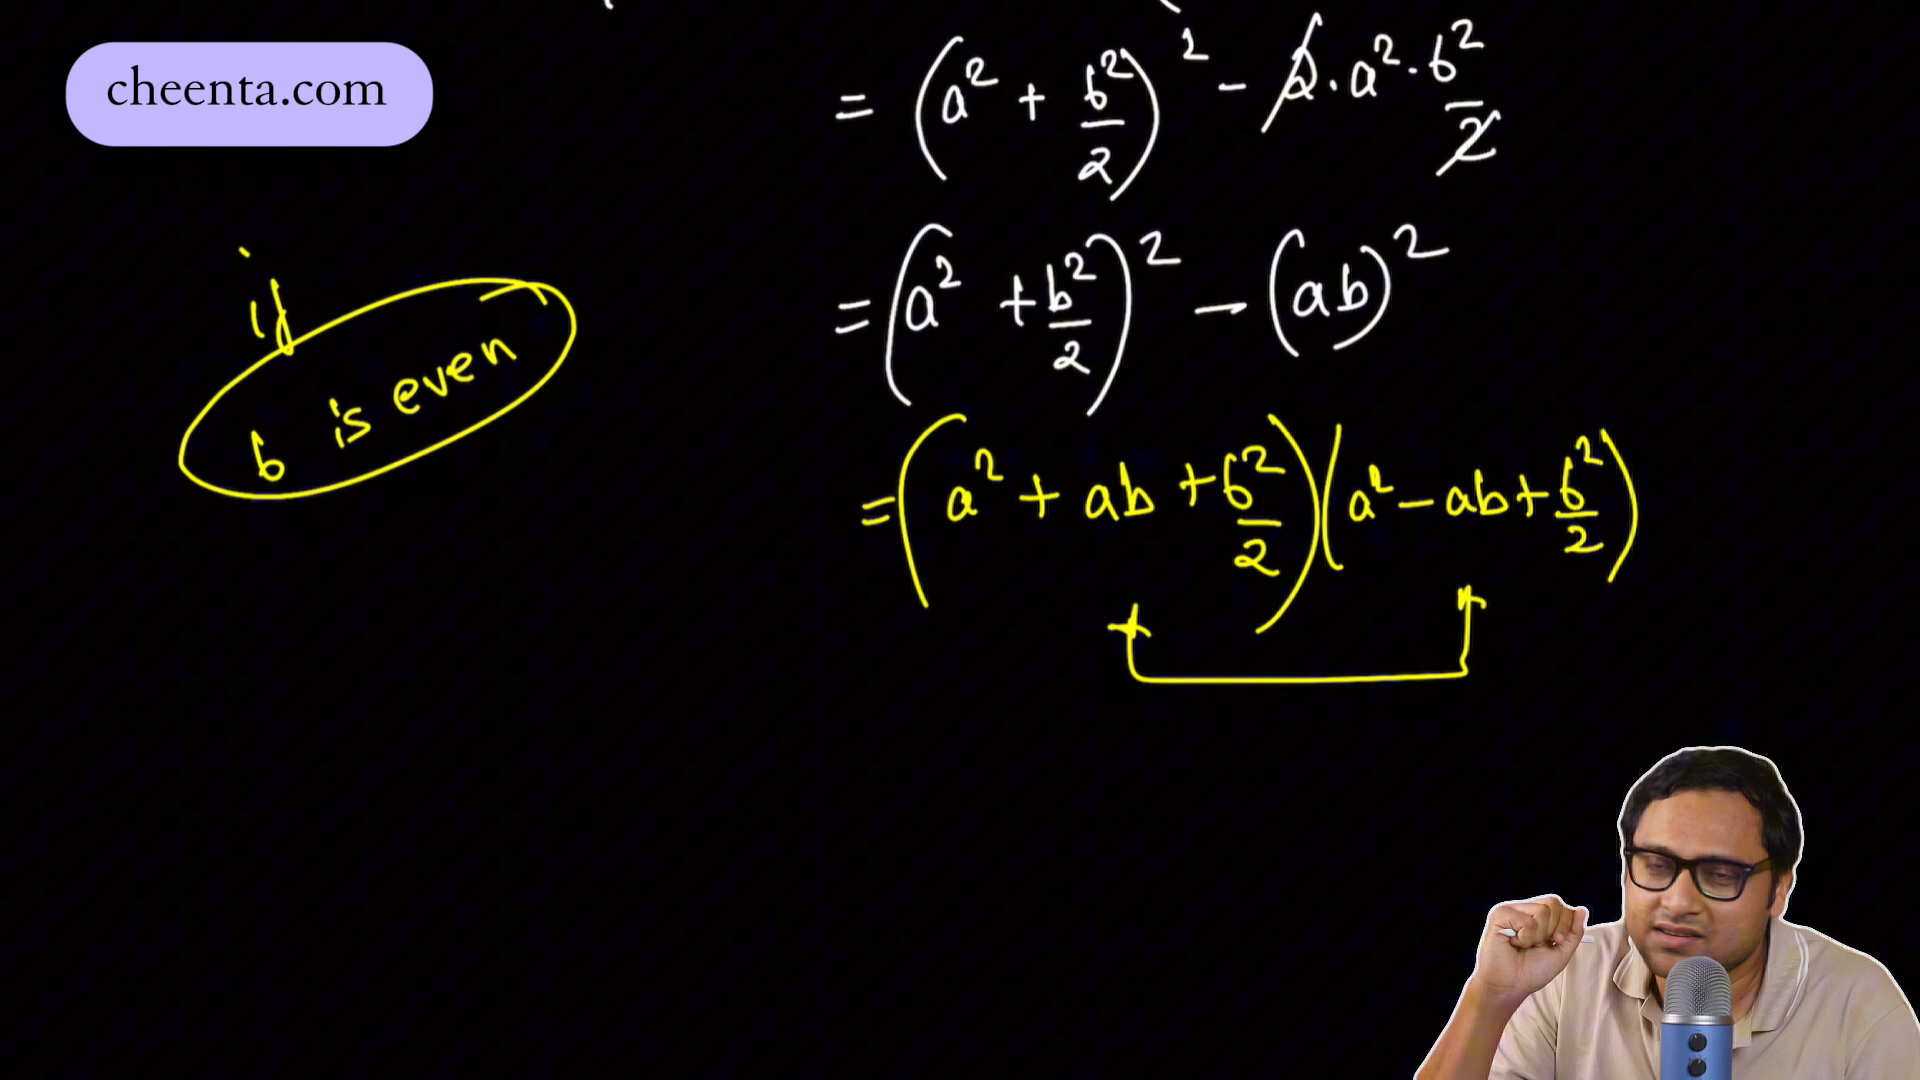 cheenta.com
= (a² + b²/2)² - 2 · a² · b²/2
if
b is even
= (a² + b²/2)² - (ab)²
= (a² + ab + b²/2)(a² - ab + b²/2)